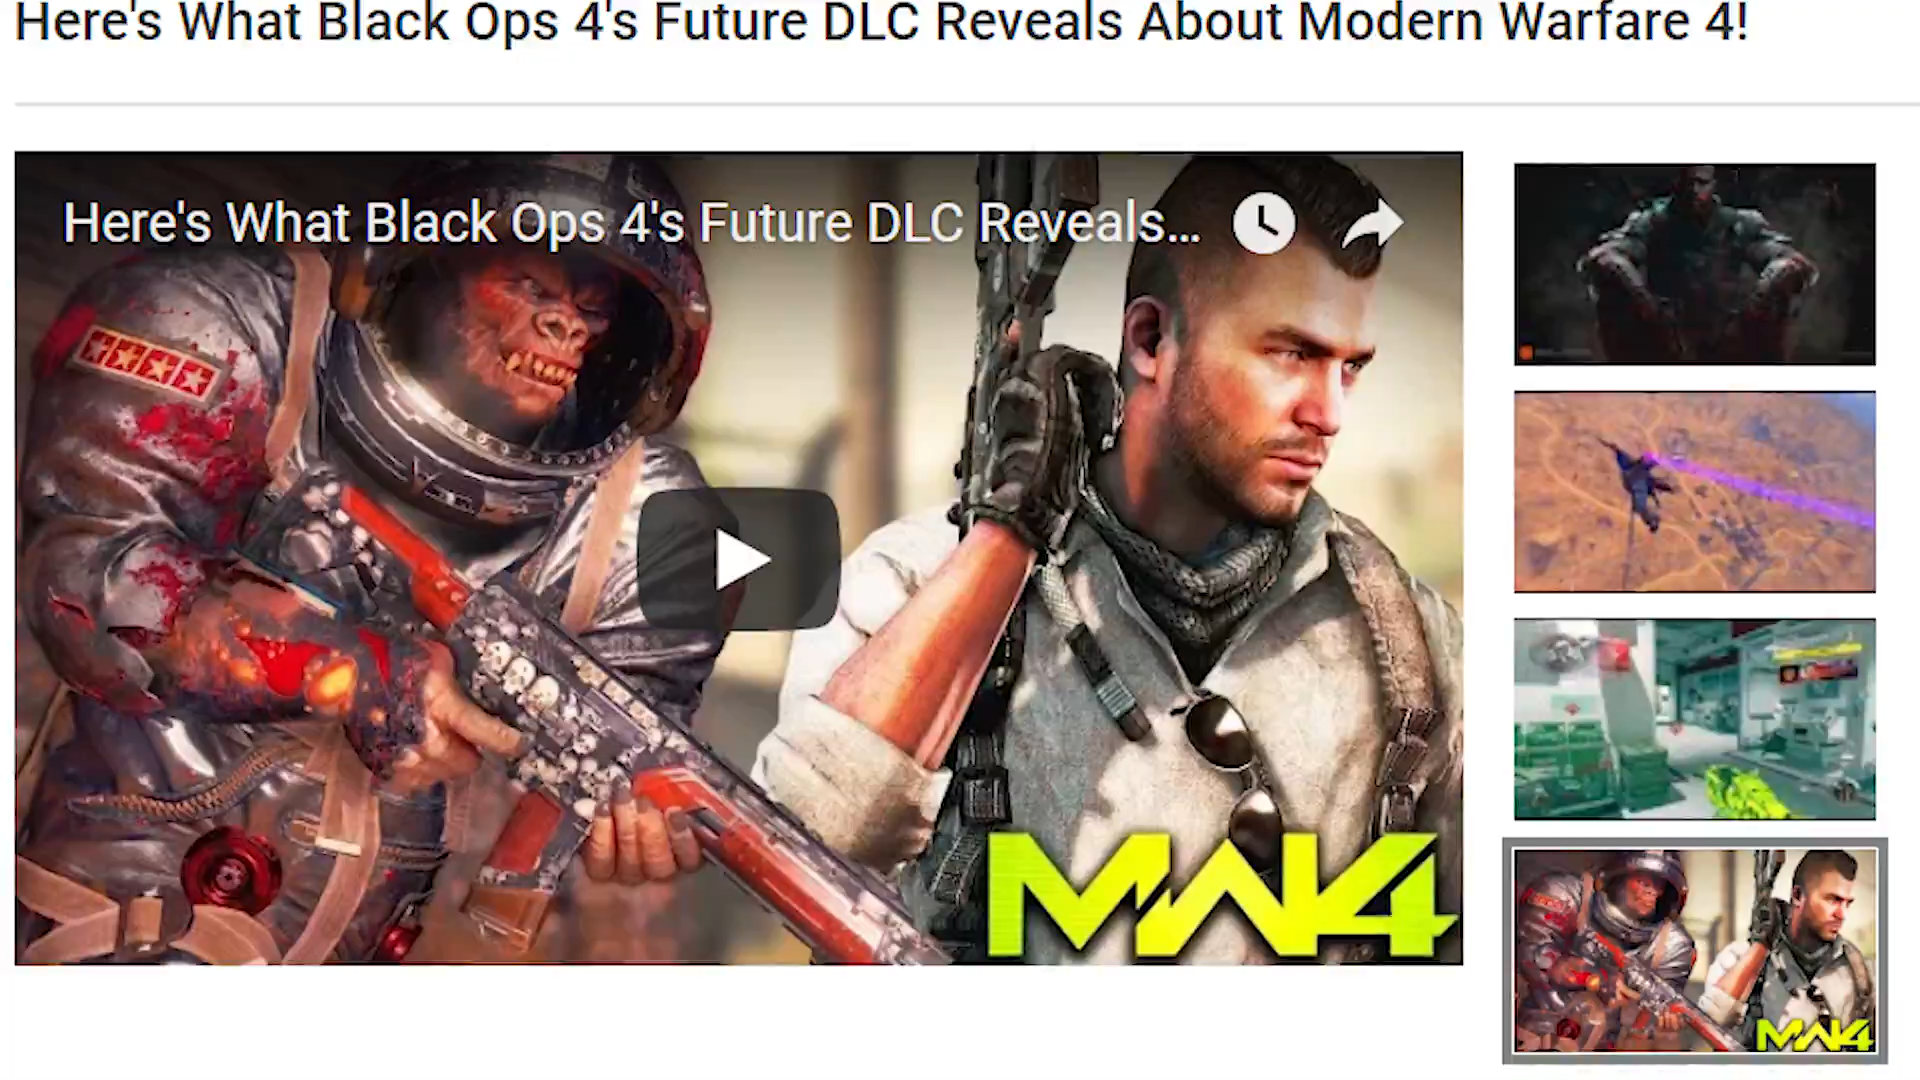 Here's What Black Ops 4's Future DLC Reveals About Modern Warfare 4!
Here's What Black Ops 4's Future DLC Reveals...
MW4
MW4